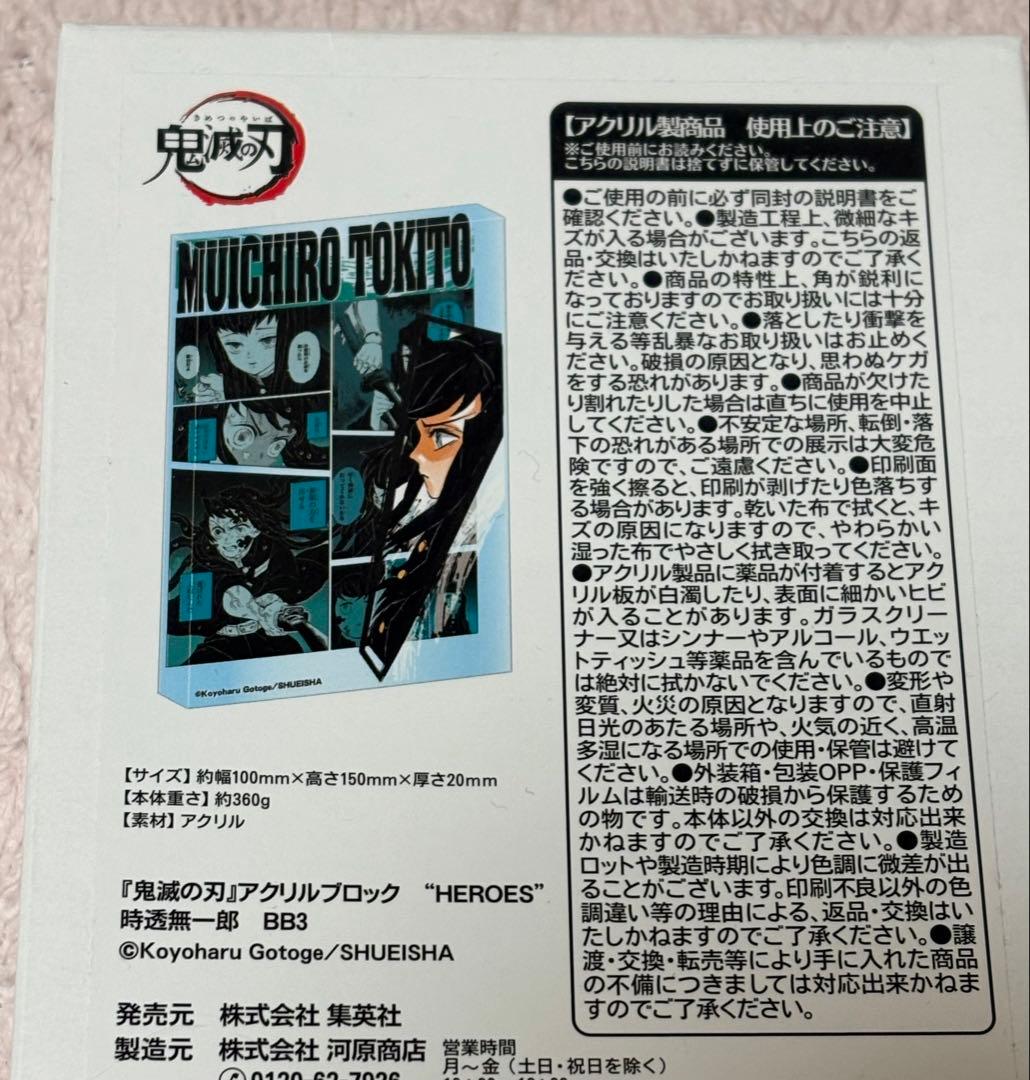 きめつのやいば
鬼滅の刃
MUICHIRO TOKITO
©Koyoharu Gotoge/SHUEISHA
【サイズ】約幅100mm×高さ150mm×厚さ20mm
【本体重さ】約360g
【素材】アクリル
『鬼滅の刃』アクリルブロック “HEROES”
時透無一郎 BB3
©Koyoharu Gotoge/SHUEISHA
発売元 株式会社 集英社
製造元 株式会社 河原商店
営業時間
月～金（土日・祝日を除く）
【アクリル製商品 使用上のご注意】
※ご使用前にお読みください。
こちらの説明書は捨てずに保管してください。
●ご使用の前に必ず同封の説明書をご
確認ください。●製造工程上、微細なキ
ズが入る場合がございます。こちらの返
品・交換はいたしかねますのでご了承く
ださい。●商品の特性上、角が鋭利に
なっておりますのでお取り扱いには十分
にご注意ください。●落としたり衝撃を
与える等乱暴なお取り扱いはお止めく
ださい。破損の原因となり、思わぬケガ
をする恐れがあります。●商品が欠けた
り割れたりした場合は直ちに使用を中止
してください。●不安定な場所、転倒・落
下の恐れがある場所での展示は大変危
険ですので、ご遠慮ください。●印刷面
を強く擦ると、印刷が剥げたり色落ちす
る場合があります。乾いた布で拭くと、キ
ズの原因になりますので、やわらかい
湿った布でやさしく拭き取ってください。
●アクリル製品に薬品が付着するとアク
リル板が白濁したり、表面に細かいヒビ
が入ることがあります。ガラスクリー
ナー又はシンナーやアルコール、ウエッ
トティッシュ等薬品を含んでいるもので
は絶対に拭かないでください。●変形や
変質、火災の原因となりますので、直射
日光のあたる場所や、火気の近く、高温
多湿になる場所での使用・保管は避けて
ください。●外装箱・包装OPP・保護フィ
ルムは輸送時の破損から保護するため
の物です。本体以外の交換は対応出来
かねますのでご了承ください。●製造
ロットや製造時期により色調に微差が出
ることがございます。印刷不良以外の色
調違い等の理由による、返品・交換はい
たしかねますのでご了承ください。●譲
渡・交換・転売等により手に入れた商品
の不備につきましては対応出来かねま
すのでご了承ください。